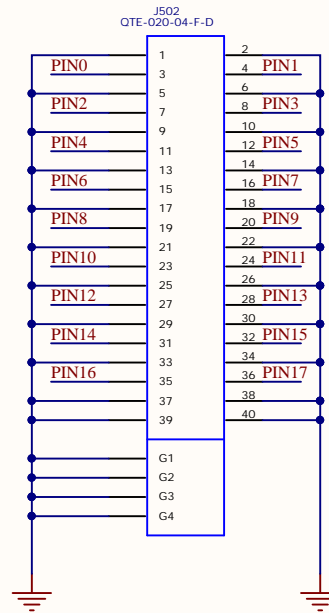 J502
QTE-020-04-F-D
1 2
PIN0 3 4 PIN1
5 6
PIN2 7 8 PIN3
9 10
PIN4 11 12 PIN5
13 14
PIN6 15 16 PIN7
17 18
PIN8 19 20 PIN9
21 22
PIN10 23 24 PIN11
25 26
PIN12 27 28 PIN13
29 30
PIN14 31 32 PIN15
33 34
PIN16 35 36 PIN17
37 38
39 40
G1
G2
G3
G4